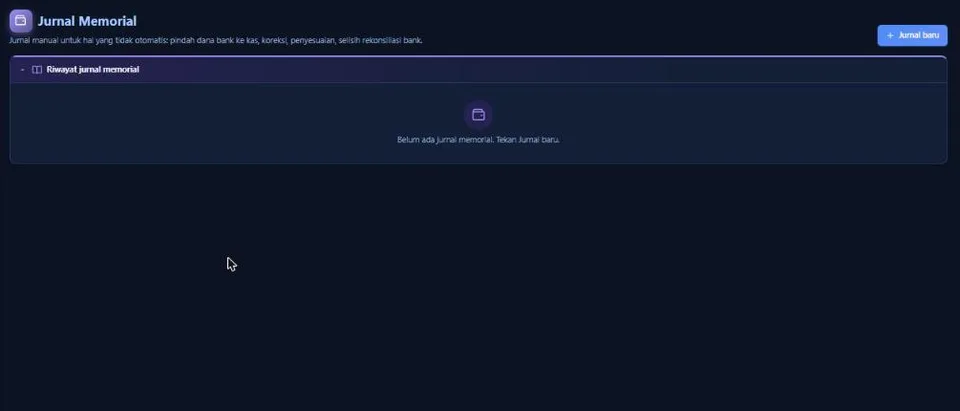 Jurnal Memorial
Jurnal manual untuk hal yang tidak otomatis: pindah dana bank ke kas, koreksi, penyesuaian, selisih rekonsiliasi bank.
+ Jurnal baru
Riwayat jurnal memorial
Belum ada jurnal memorial. Tekan Jurnal baru.